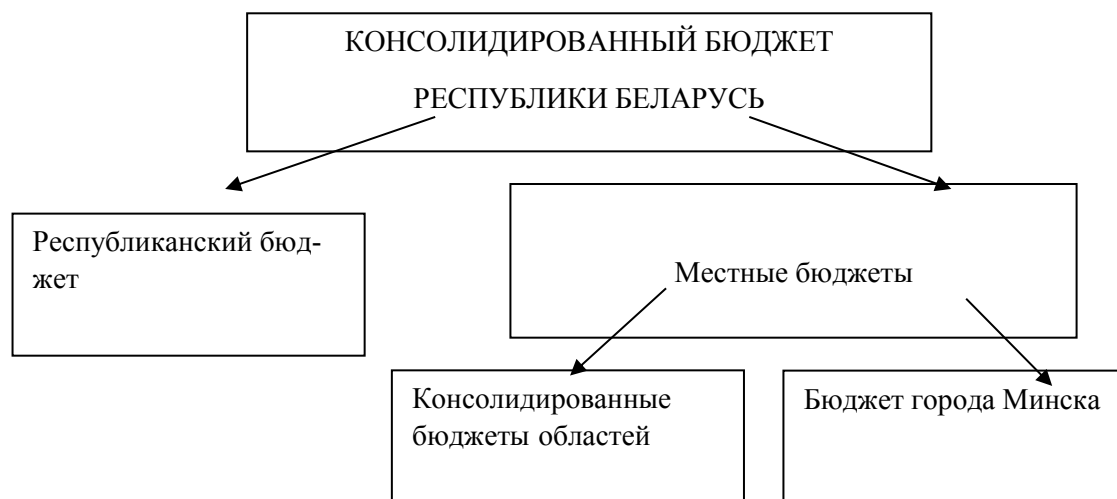 КОНСОЛИДИРОВАННЫЙ БЮДЖЕТ
РЕСПУБЛИКИ БЕЛАРУСЬ
Республиканский бюд-
жет
Местные бюджеты
Консолидированные
бюджеты областей
Бюджет города Минска